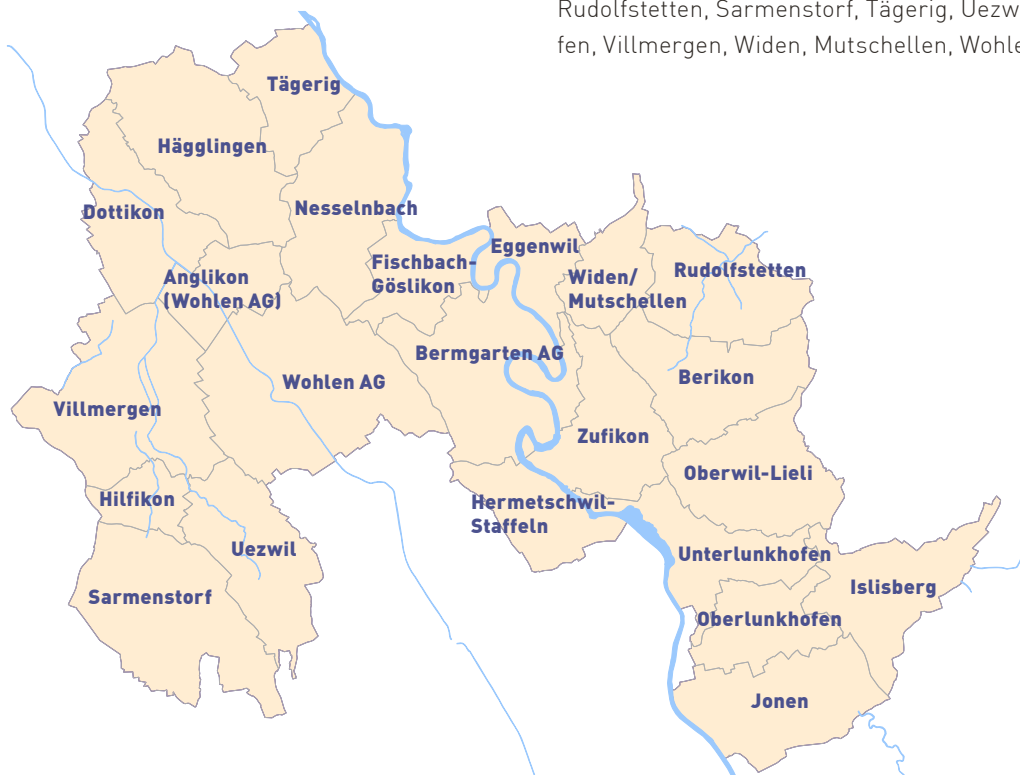 Rudolfstetten, Sarmenstorf, Tägerig, Uezw
fen, Villmergen, Widen, Mutschellen, Wohle
Tägerig
Hägglingen
Dottikon
Nesselnbach
Eggenwil
Fischbach-
Göslikon
Widen/
Mutschellen
Rudolfstetten
Anglikon
(Wohlen AG)
Bermgarten AG
Berikon
Wohlen AG
Villmergen
Zufikon
Oberwil-Lieli
Hilfikon
Hermetschwil-
Staffeln
Uezwil
Unterlunkhofen
Islisberg
Sarmenstorf
Oberlunkhofen
Jonen